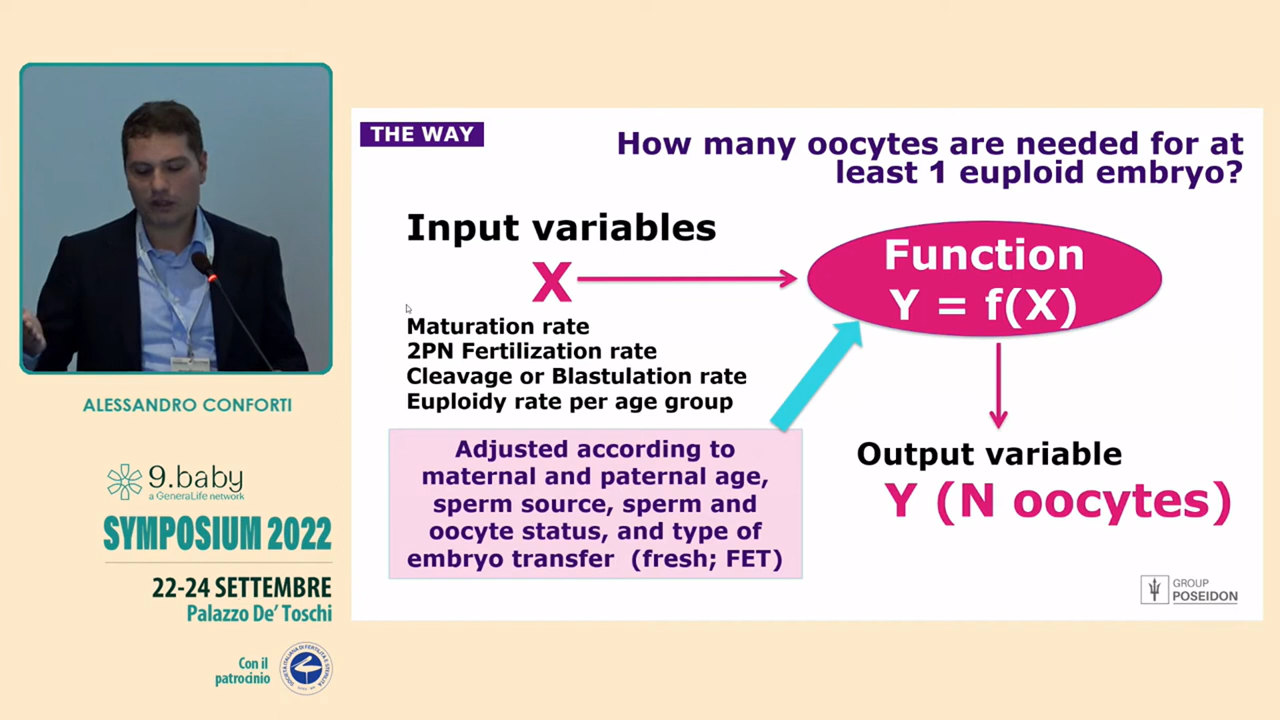 THE WAY
How many oocytes are needed for at
least 1 euploid embryo?
Input variables
X
Function
Y = f(X)
Maturation rate
2PN Fertilization rate
Cleavage or Blastulation rate
Euploidy rate per age group
Adjusted according to
maternal and paternal age,
sperm source, sperm and
oocyte status, and type of
embryo transfer (fresh; FET)
Output variable
Y (N oocytes)
GROUP
POSEIDON
ALESSANDRO CONFORTI
9.baby
a GeneraLife network
SYMPOSIUM 2022
22-24 SETTEMBRE
Palazzo De' Toschi
Con il
patrocinio